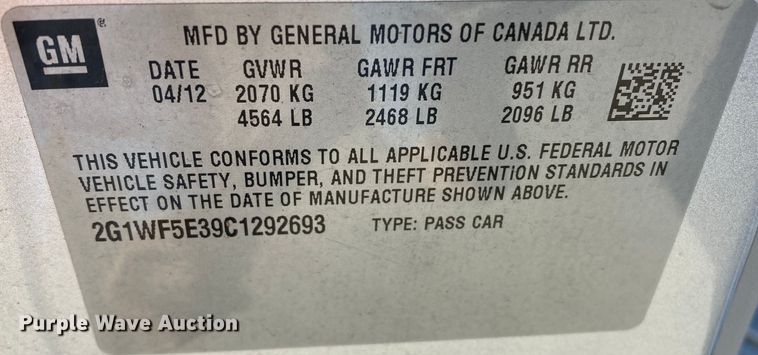 GM ®
MFD BY GENERAL MOTORS OF CANADA LTD.
DATE GVWR GAWR FRT GAWR RR
04/12 2070 KG 1119 KG 951 KG
4564 LB 2468 LB 2096 LB
THIS VEHICLE CONFORMS TO ALL APPLICABLE U.S. FEDERAL MOTOR
VEHICLE SAFETY, BUMPER, AND THEFT PREVENTION STANDARDS IN
EFFECT ON THE DATE OF MANUFACTURE SHOWN ABOVE.
2G1WF5E39C1292693 TYPE: PASS CAR
Purple Wave Auction